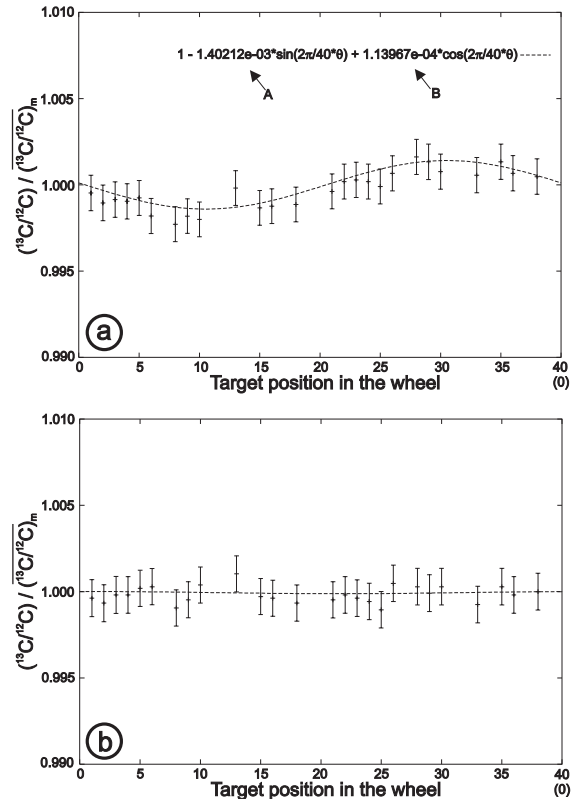 1.010
1 - 1.40212e-03*sin(2π/40*θ) + 1.13967e-04*cos(2π/40*θ)
A B
1.005
1.000
0.995
0.990
(¹³C/¹²C) / (¹³C/¹²C)ₘ
a
0 5 10 15 20 25 30 35 40
Target position in the wheel (0)
1.010
1.005
1.000
0.995
0.990
(¹³C/¹²C) / (¹³C/¹²C)ₘ
b
0 5 10 15 20 25 30 35 40
Target position in the wheel (0)